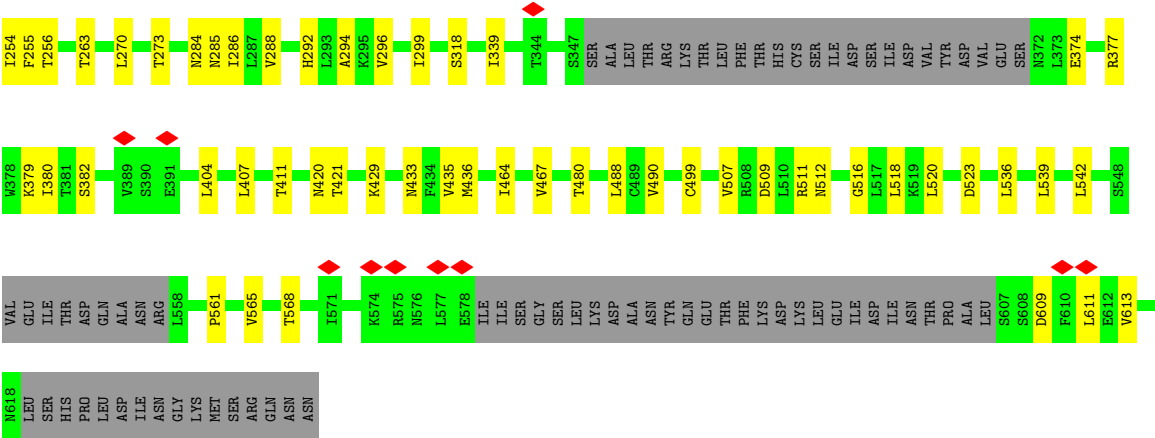 I254 F255 T256 T263 L270 T273 N284 N285 I286 L287 V288 H292 L293 A294 K295 V296 I299 S318 I339 T344 S347 SER ALA LEU THR ARG LYS THR LEU PHE THR HIS CYS SER ILE ASP SER ILE ASP VAL TYR ASP VAL GLU SER N372 L373 E374 R377
W378 K379 I380 T381 S382 V389 S390 E391 L404 L407 T411 N420 T421 K429 N433 F434 V435 M436 I464 V467 T480 L488 C489 V490 C499 V507 R508 D509 L510 R511 N512 G516 L517 L518 K519 L520 D523 L536 L539 L542 S548
VAL GLU ILE THR ASP GLN ALA ASN ARG L558 P561 V565 T568 I571 K574 R575 N576 L577 E578 ILE ILE SER GLY SER LEU LYS ASP ALA ASN TYR GLN GLU THR PHE LYS ASP LYS LEU GLU ILE ASP ILE ASN THR PRO ALA LEU S607 S608 D609 F610 L611 E612 V613
N618 LEU SER HIS PRO LEU ASP ILE ASN GLY LYS MET SER ARG GLN ASN ASN